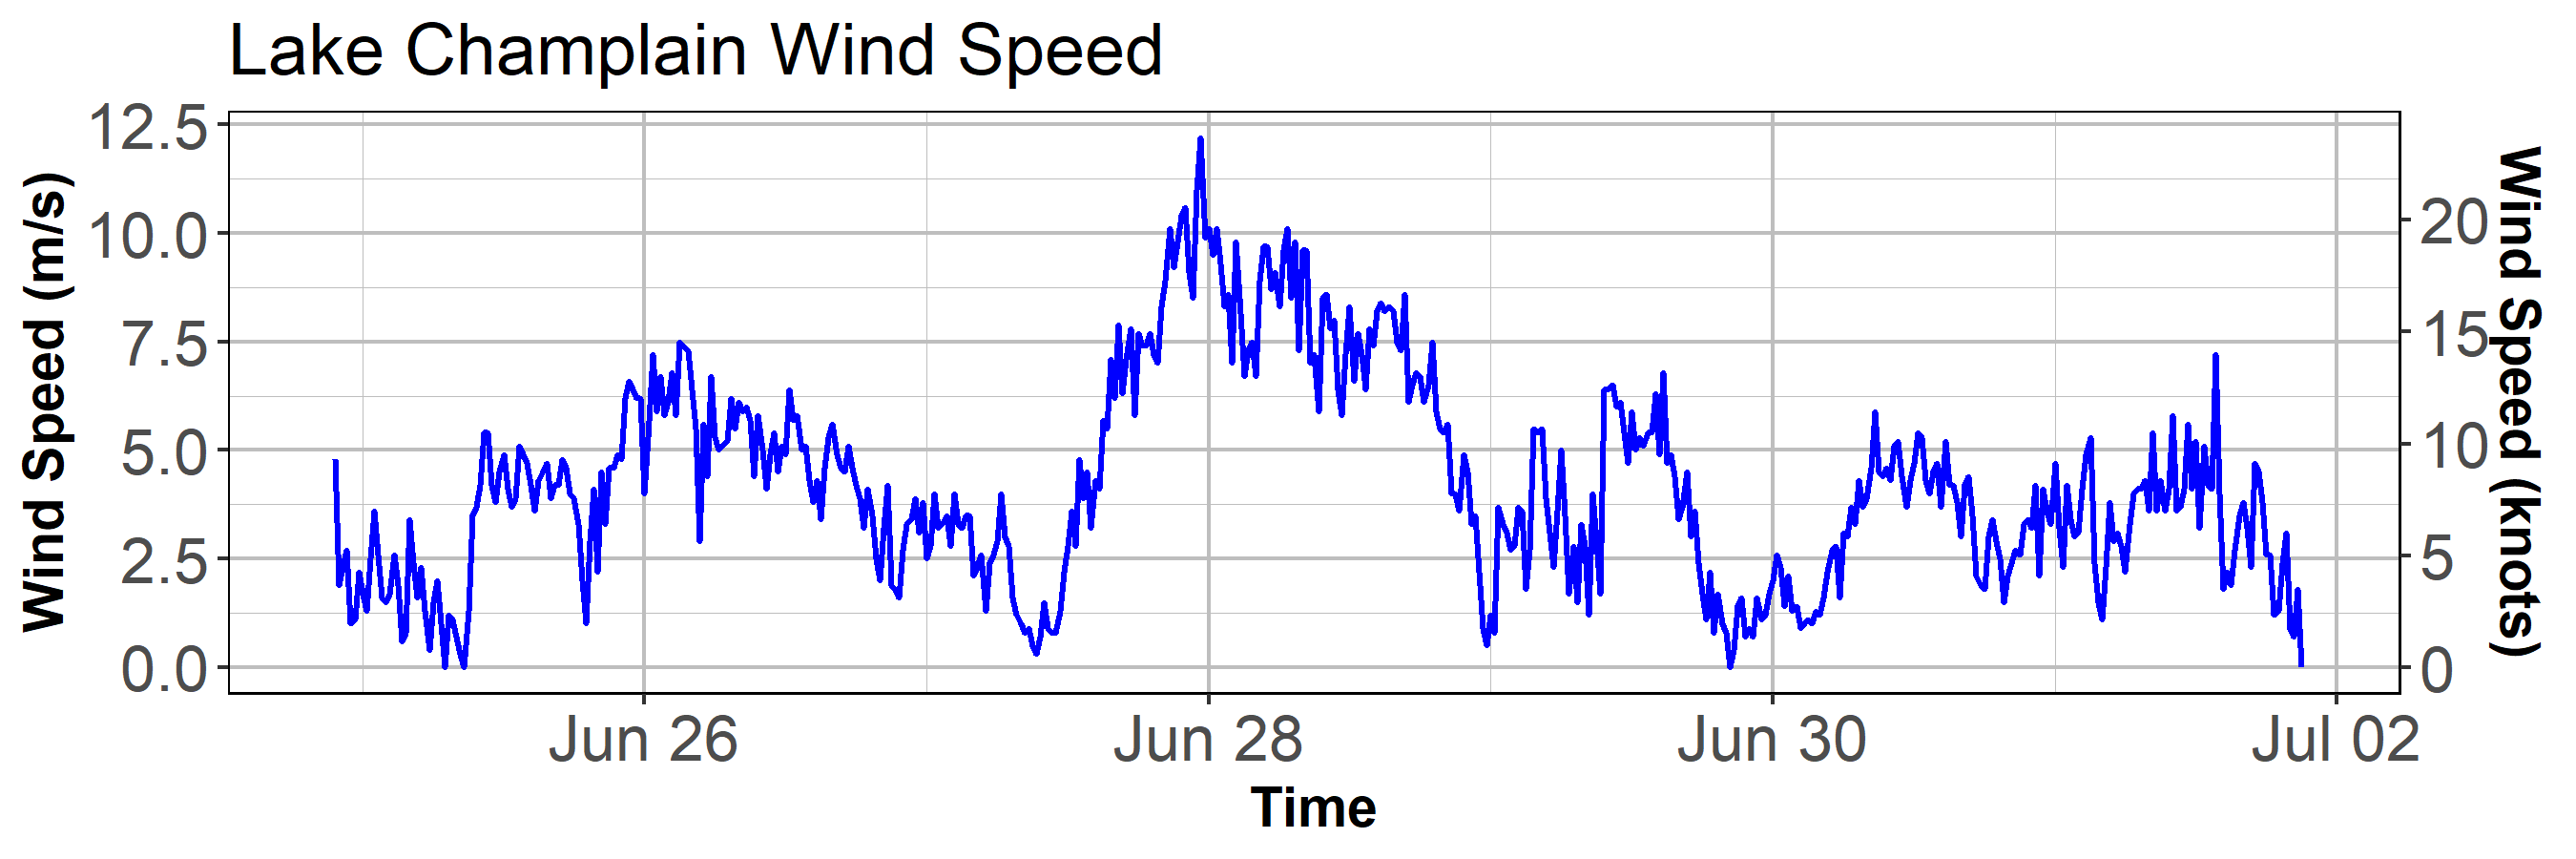 Lake Champlain Wind Speed
Wind Speed (m/s)
12.5
10.0
7.5
5.0
2.5
0.0
20
15
10
5
0
Wind Speed (knots)
Jun 26
Jun 28
Jun 30
Jul 02
Time